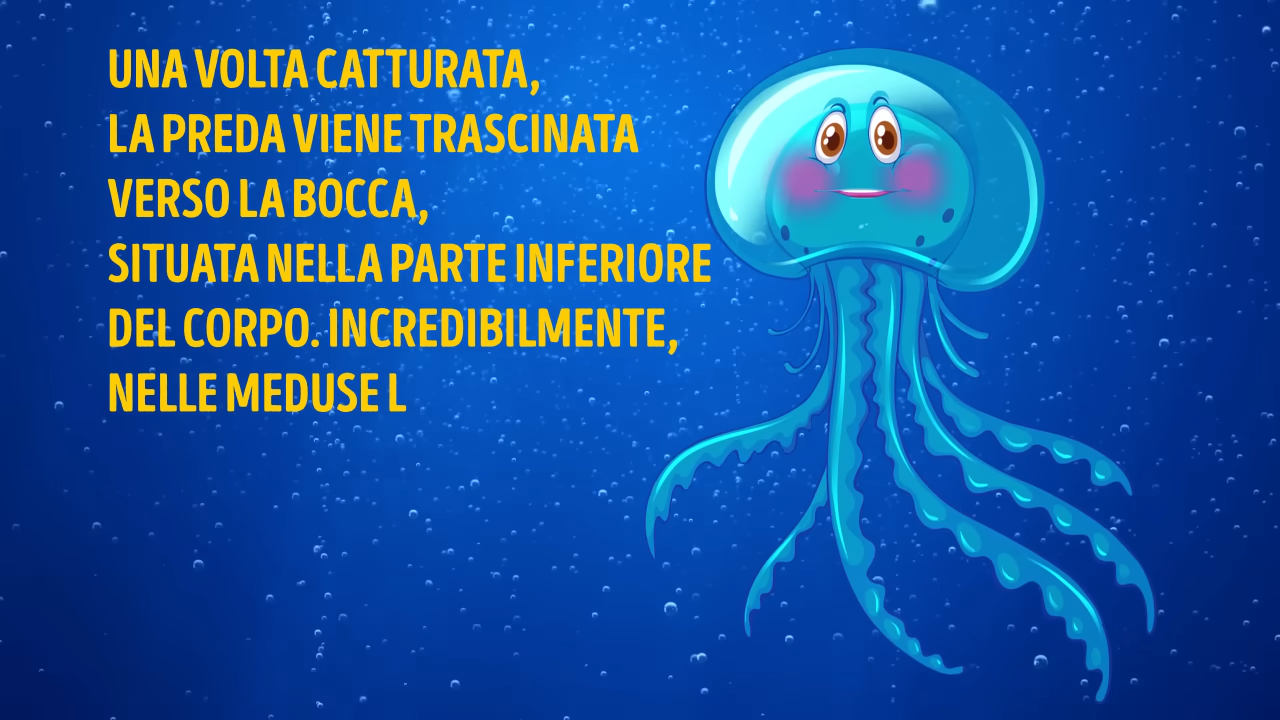 UNA VOLTA CATTURATA,
LA PREDA VIENE TRASCINATA
VERSO LA BOCCA,
SITUATA NELLA PARTE INFERIORE
DEL CORPO. INCREDIBILMENTE,
NELLE MEDUSE L